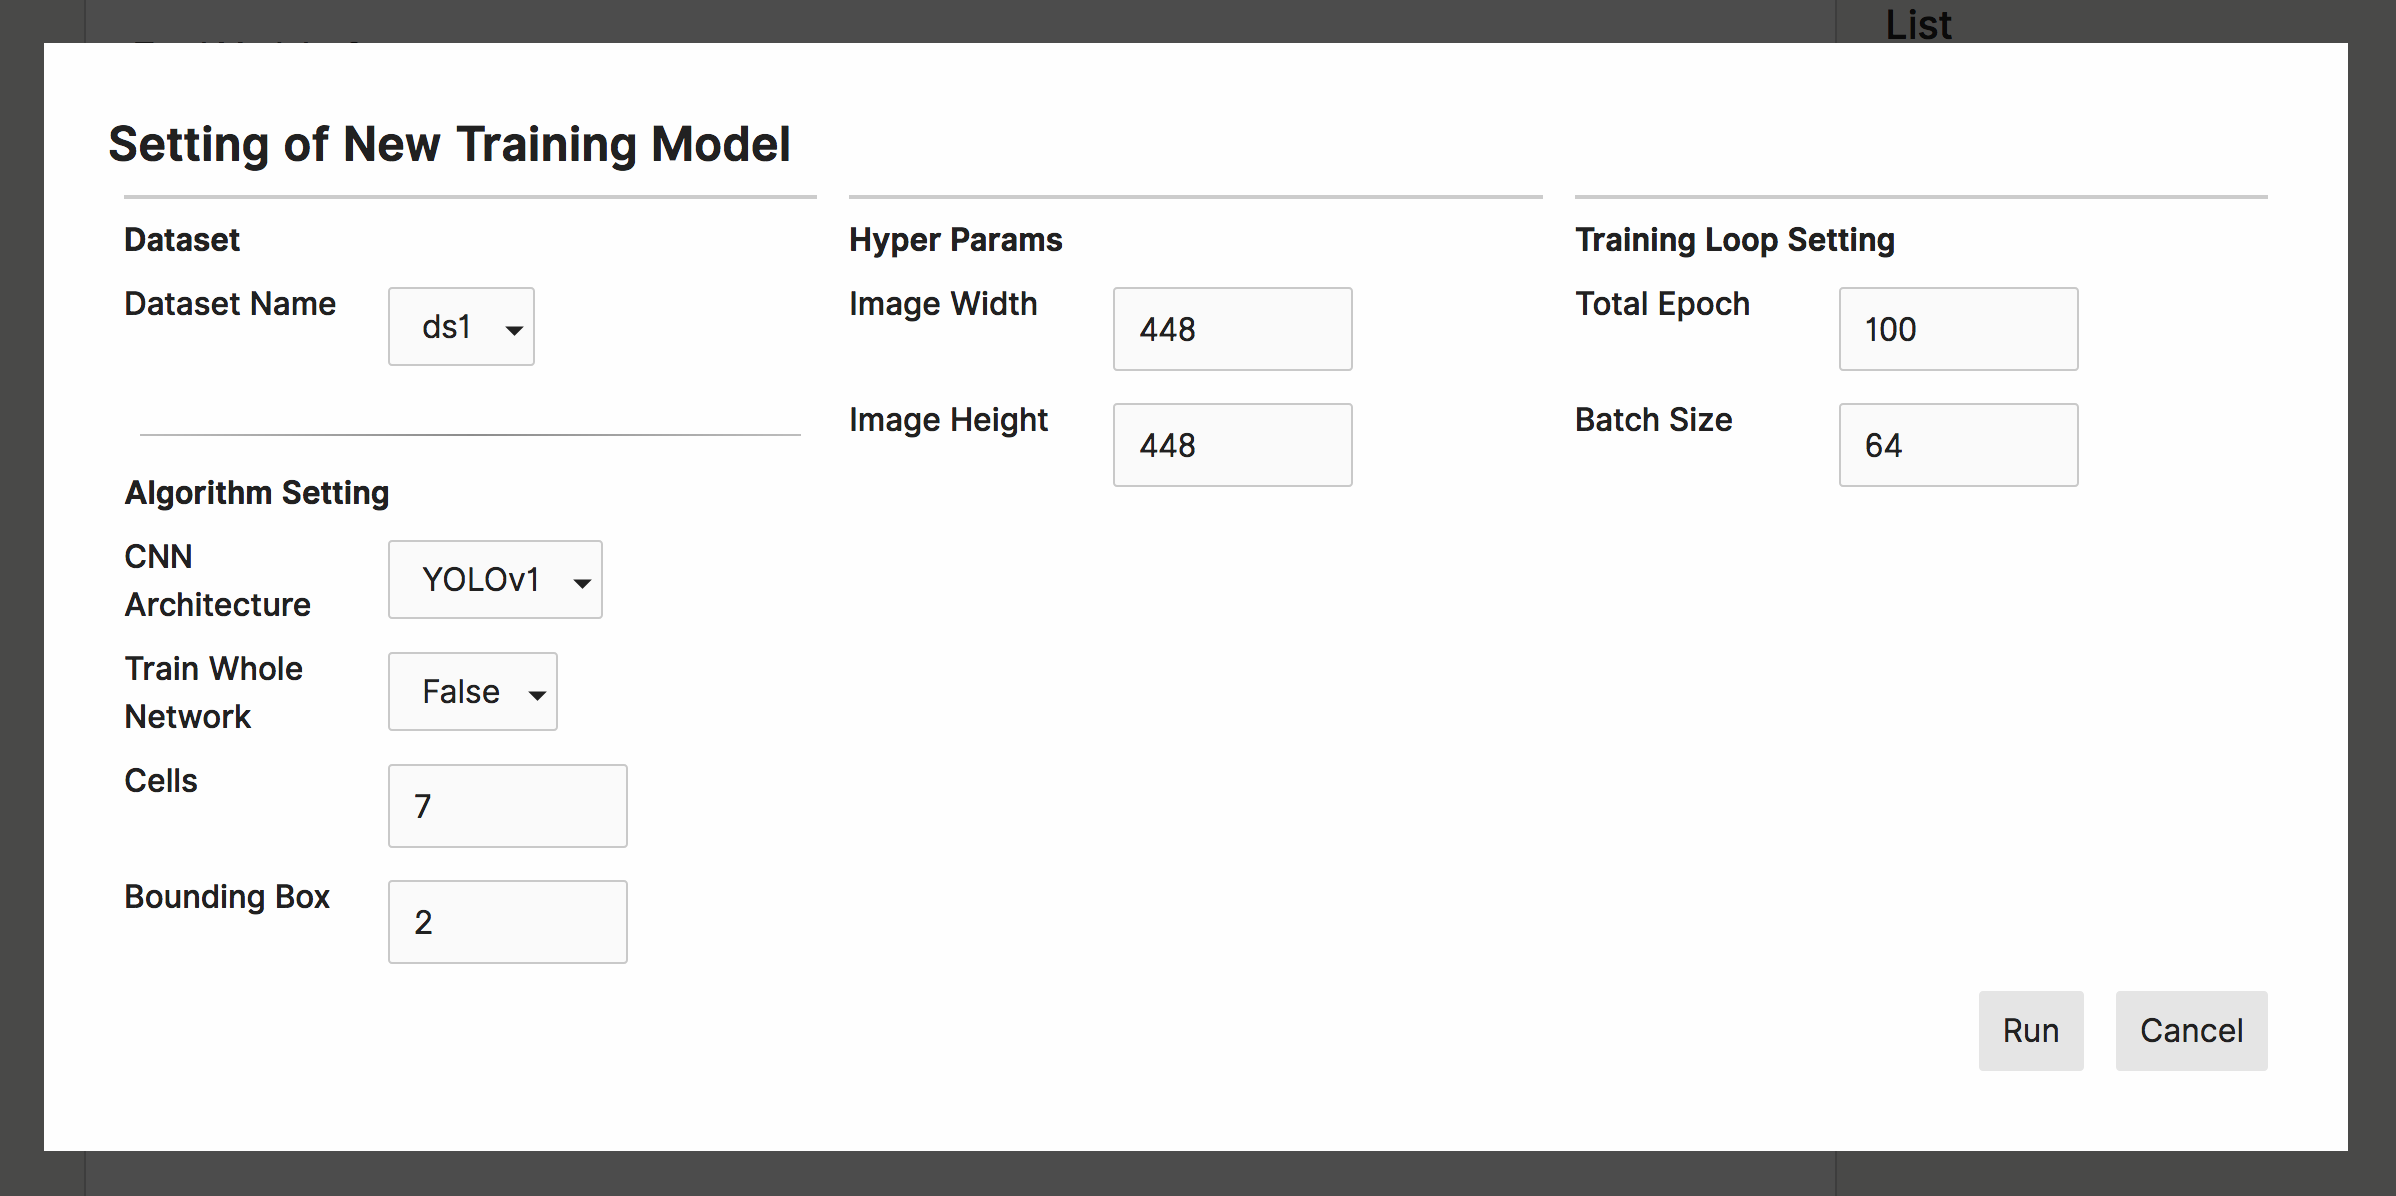 List
Setting of New Training Model
Dataset
Dataset Name
ds1
Algorithm Setting
CNN
Architecture
YOLOv1
Train Whole
Network
False
Cells
7
Bounding Box
2
Hyper Params
Image Width
448
Image Height
448
Training Loop Setting
Total Epoch
100
Batch Size
64
Run
Cancel